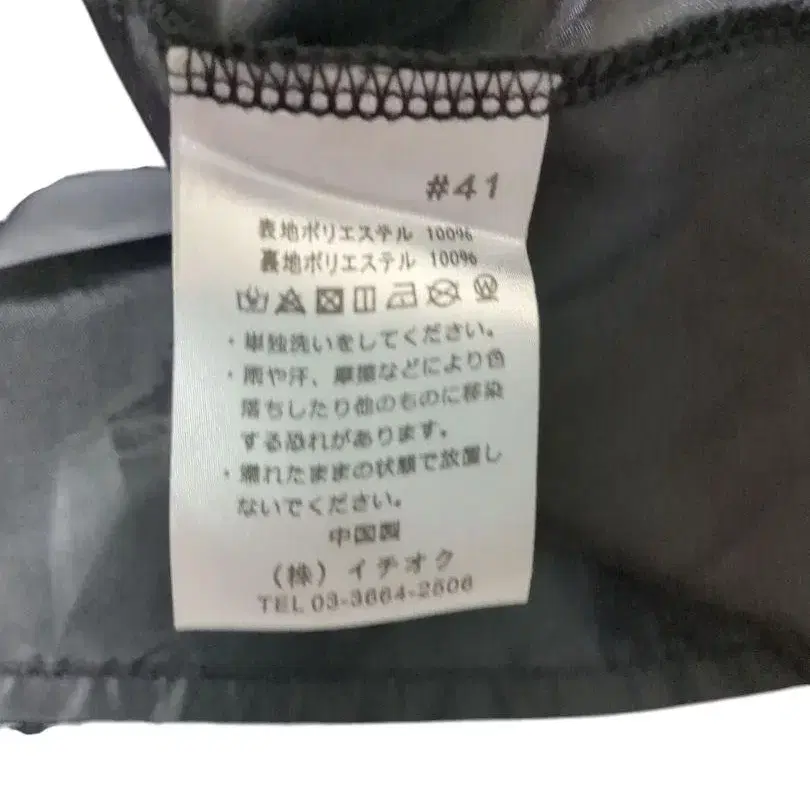 #41
表地ポリエステル 100%
裏地ポリエステル 100%
・単独洗いをしてください。
・雨や汗、摩擦などにより色
落ちしたり他のものに移染
する恐れがあります。
・濡れたままの状態で放置し
ないでください。
中国製
(株) イチオク
TEL 03-3664-2606